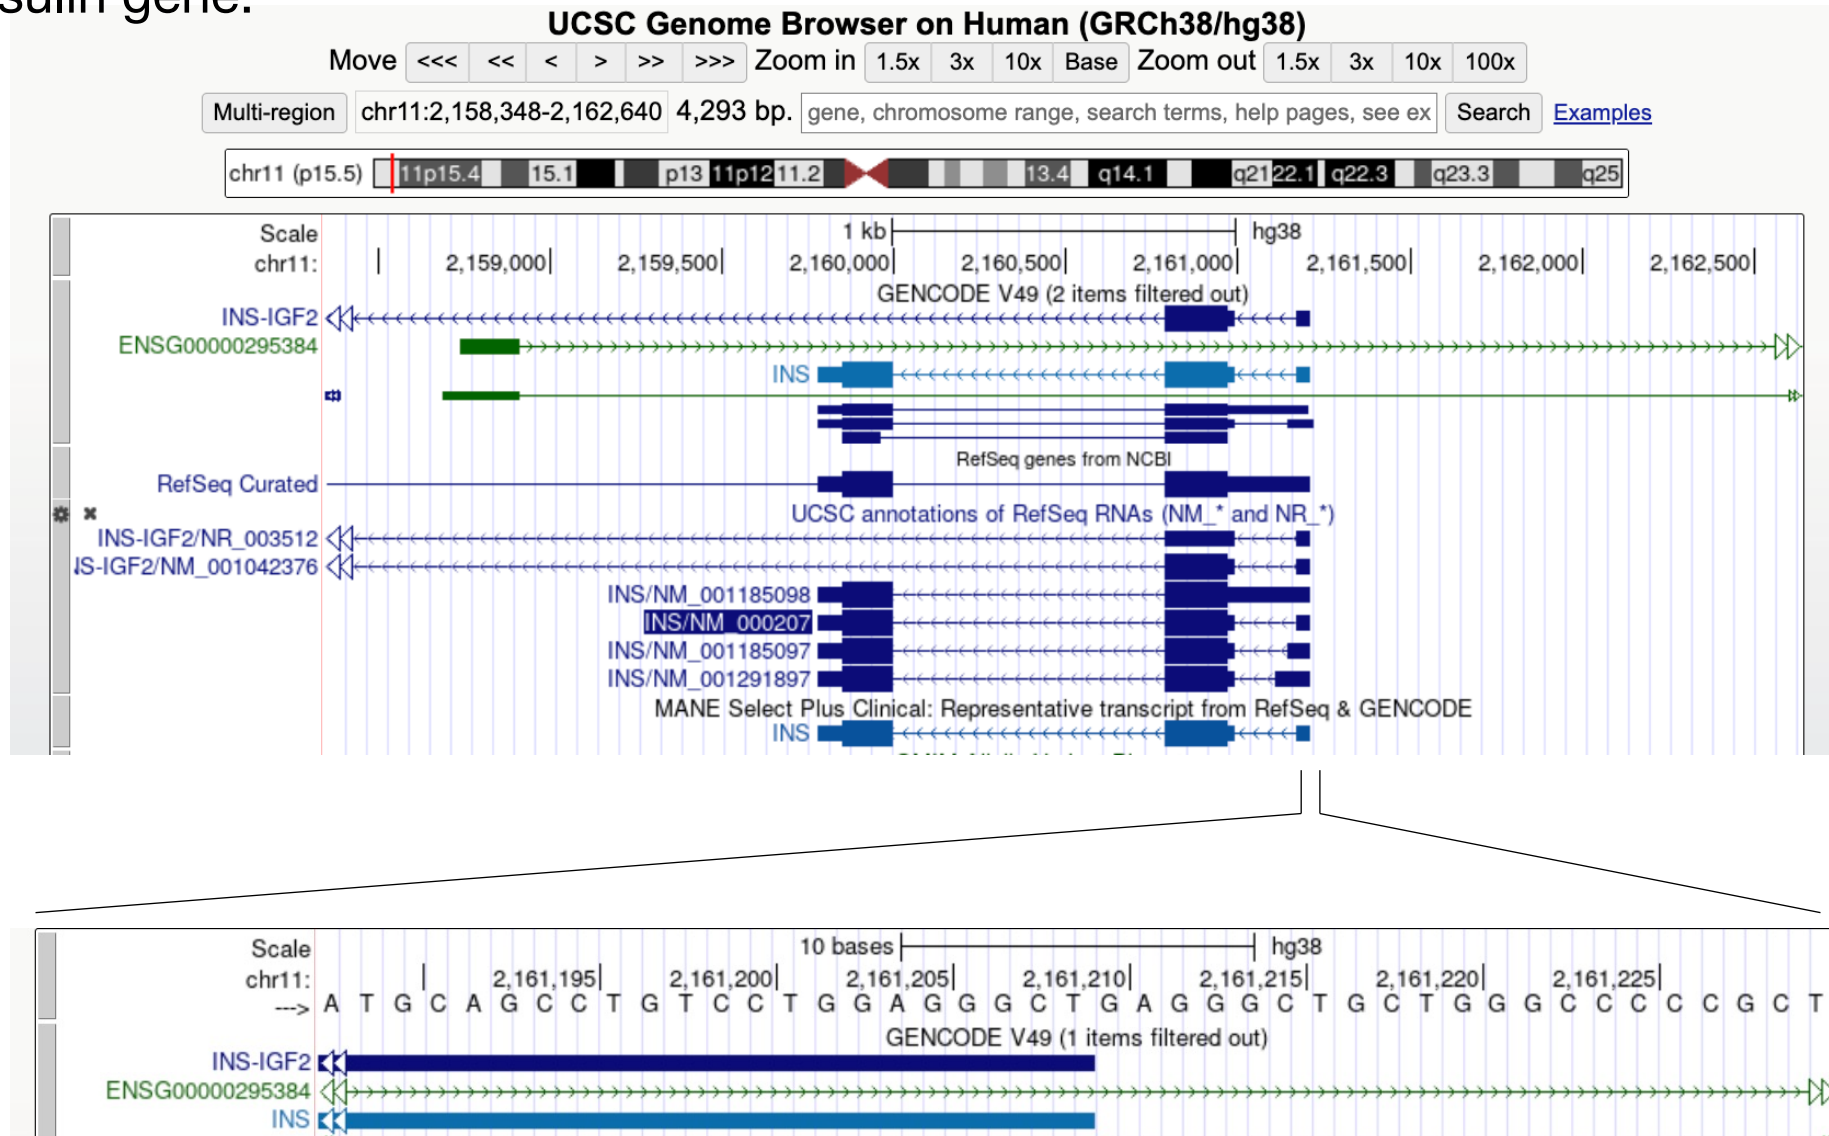 sulin gene.
UCSC Genome Browser on Human (GRCh38/hg38)
Move <<< << < > >> >>> Zoom in 1.5x 3x 10x Base Zoom out 1.5x 3x 10x 100x
Multi-region chr11:2,158,348-2,162,640 4,293 bp. gene, chromosome range, search terms, help pages, see ex Search Examples
chr11 (p15.5) 11p15.4 15.1 p13 11p12 11.2 13.4 q14.1 q21 22.1 q22.3 q23.3 q25
Scale 1 kb hg38
chr11: 2,159,000 2,159,500 2,160,000 2,160,500 2,161,000 2,161,500 2,162,000 2,162,500
GENCODE V49 (2 items filtered out)
INS-IGF2
ENSG00000295384
INS
RefSeq genes from NCBI
RefSeq Curated
UCSC annotations of RefSeq RNAs (NM_* and NR_*)
INS-IGF2/NR_003512
NS-IGF2/NM_001042376
INS/NM_001185098
INS/NM_000207
INS/NM_001185097
INS/NM_001291897
MANE Select Plus Clinical: Representative transcript from RefSeq & GENCODE
INS
Scale 10 bases hg38
chr11: 2,161,195 2,161,200 2,161,205 2,161,210 2,161,215 2,161,220 2,161,225
---> A T G C A G C C T G T C C T G G A G G G C T G A G G G C T G C T G G G C C C C C G C T
GENCODE V49 (1 items filtered out)
INS-IGF2
ENSG00000295384
INS